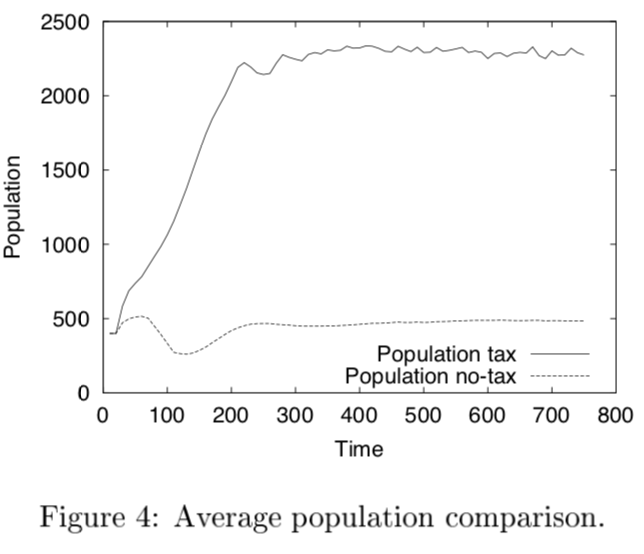 2500
2000
1500
1000
500
0
Population
Population tax
Population no-tax
0 100 200 300 400 500 600 700 800
Time
Figure 4: Average population comparison.